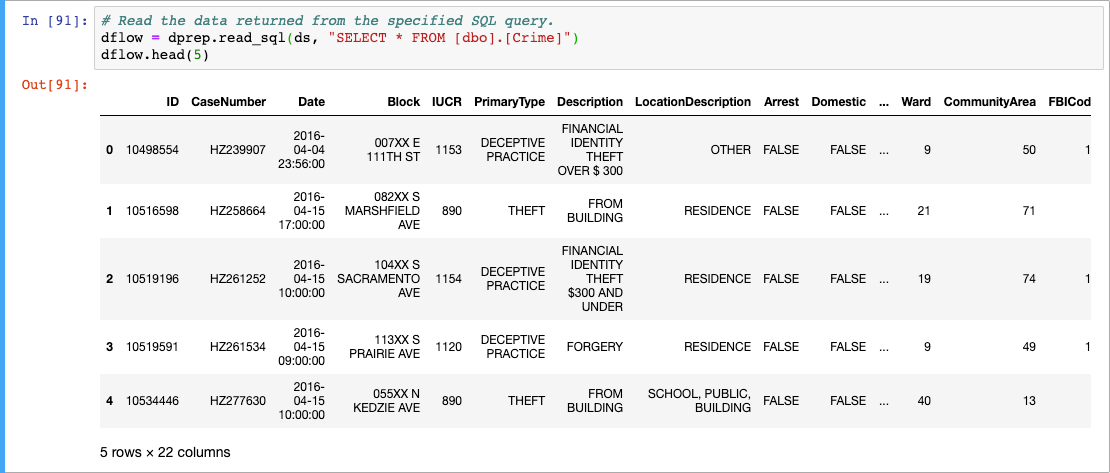 In [91]: # Read the data returned from the specified SQL query.
dflow = dprep.read_sql(ds, "SELECT * FROM [dbo].[Crime]")
dflow.head(5)
Out[91]:
ID CaseNumber Date Block IUCR PrimaryType Description LocationDescription Arrest Domestic ... Ward CommunityArea FBICod
0 10498554 HZ239907 2016-04-04 23:56:00 007XX E 111TH ST 1153 DECEPTIVE PRACTICE FINANCIAL IDENTITY THEFT OVER $ 300 OTHER FALSE FALSE ... 9 50 1
1 10516598 HZ258664 2016-04-15 17:00:00 082XX S MARSHFIELD AVE 890 THEFT FROM BUILDING RESIDENCE FALSE FALSE ... 21 71
2 10519196 HZ261252 2016-04-15 10:00:00 104XX S SACRAMENTO AVE 1154 DECEPTIVE PRACTICE FINANCIAL IDENTITY THEFT $300 AND UNDER RESIDENCE FALSE FALSE ... 19 74 1
3 10519591 HZ261534 2016-04-15 09:00:00 113XX S PRAIRIE AVE 1120 DECEPTIVE PRACTICE FORGERY RESIDENCE FALSE FALSE ... 9 49 1
4 10534446 HZ277630 2016-04-15 10:00:00 055XX N KEDZIE AVE 890 THEFT FROM BUILDING SCHOOL, PUBLIC, BUILDING FALSE FALSE ... 40 13
5 rows × 22 columns